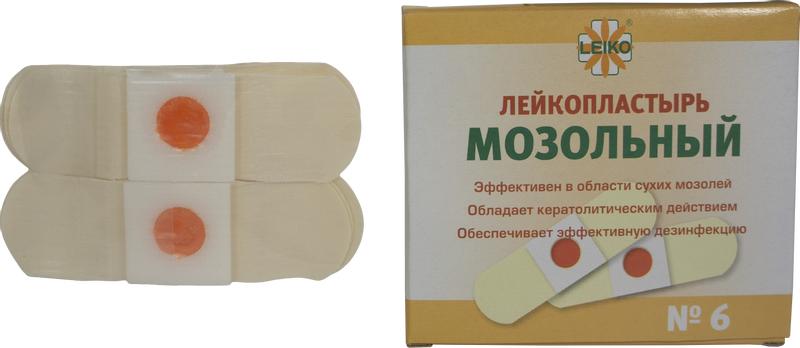 LEIKO®
ЛЕЙКОПЛАСТЫРЬ
МОЗОЛЬНЫЙ
Эффективен в области сухих мозолей
Обладает кератолитическим действием
Обеспечивает эффективную дезинфекцию
№ 6